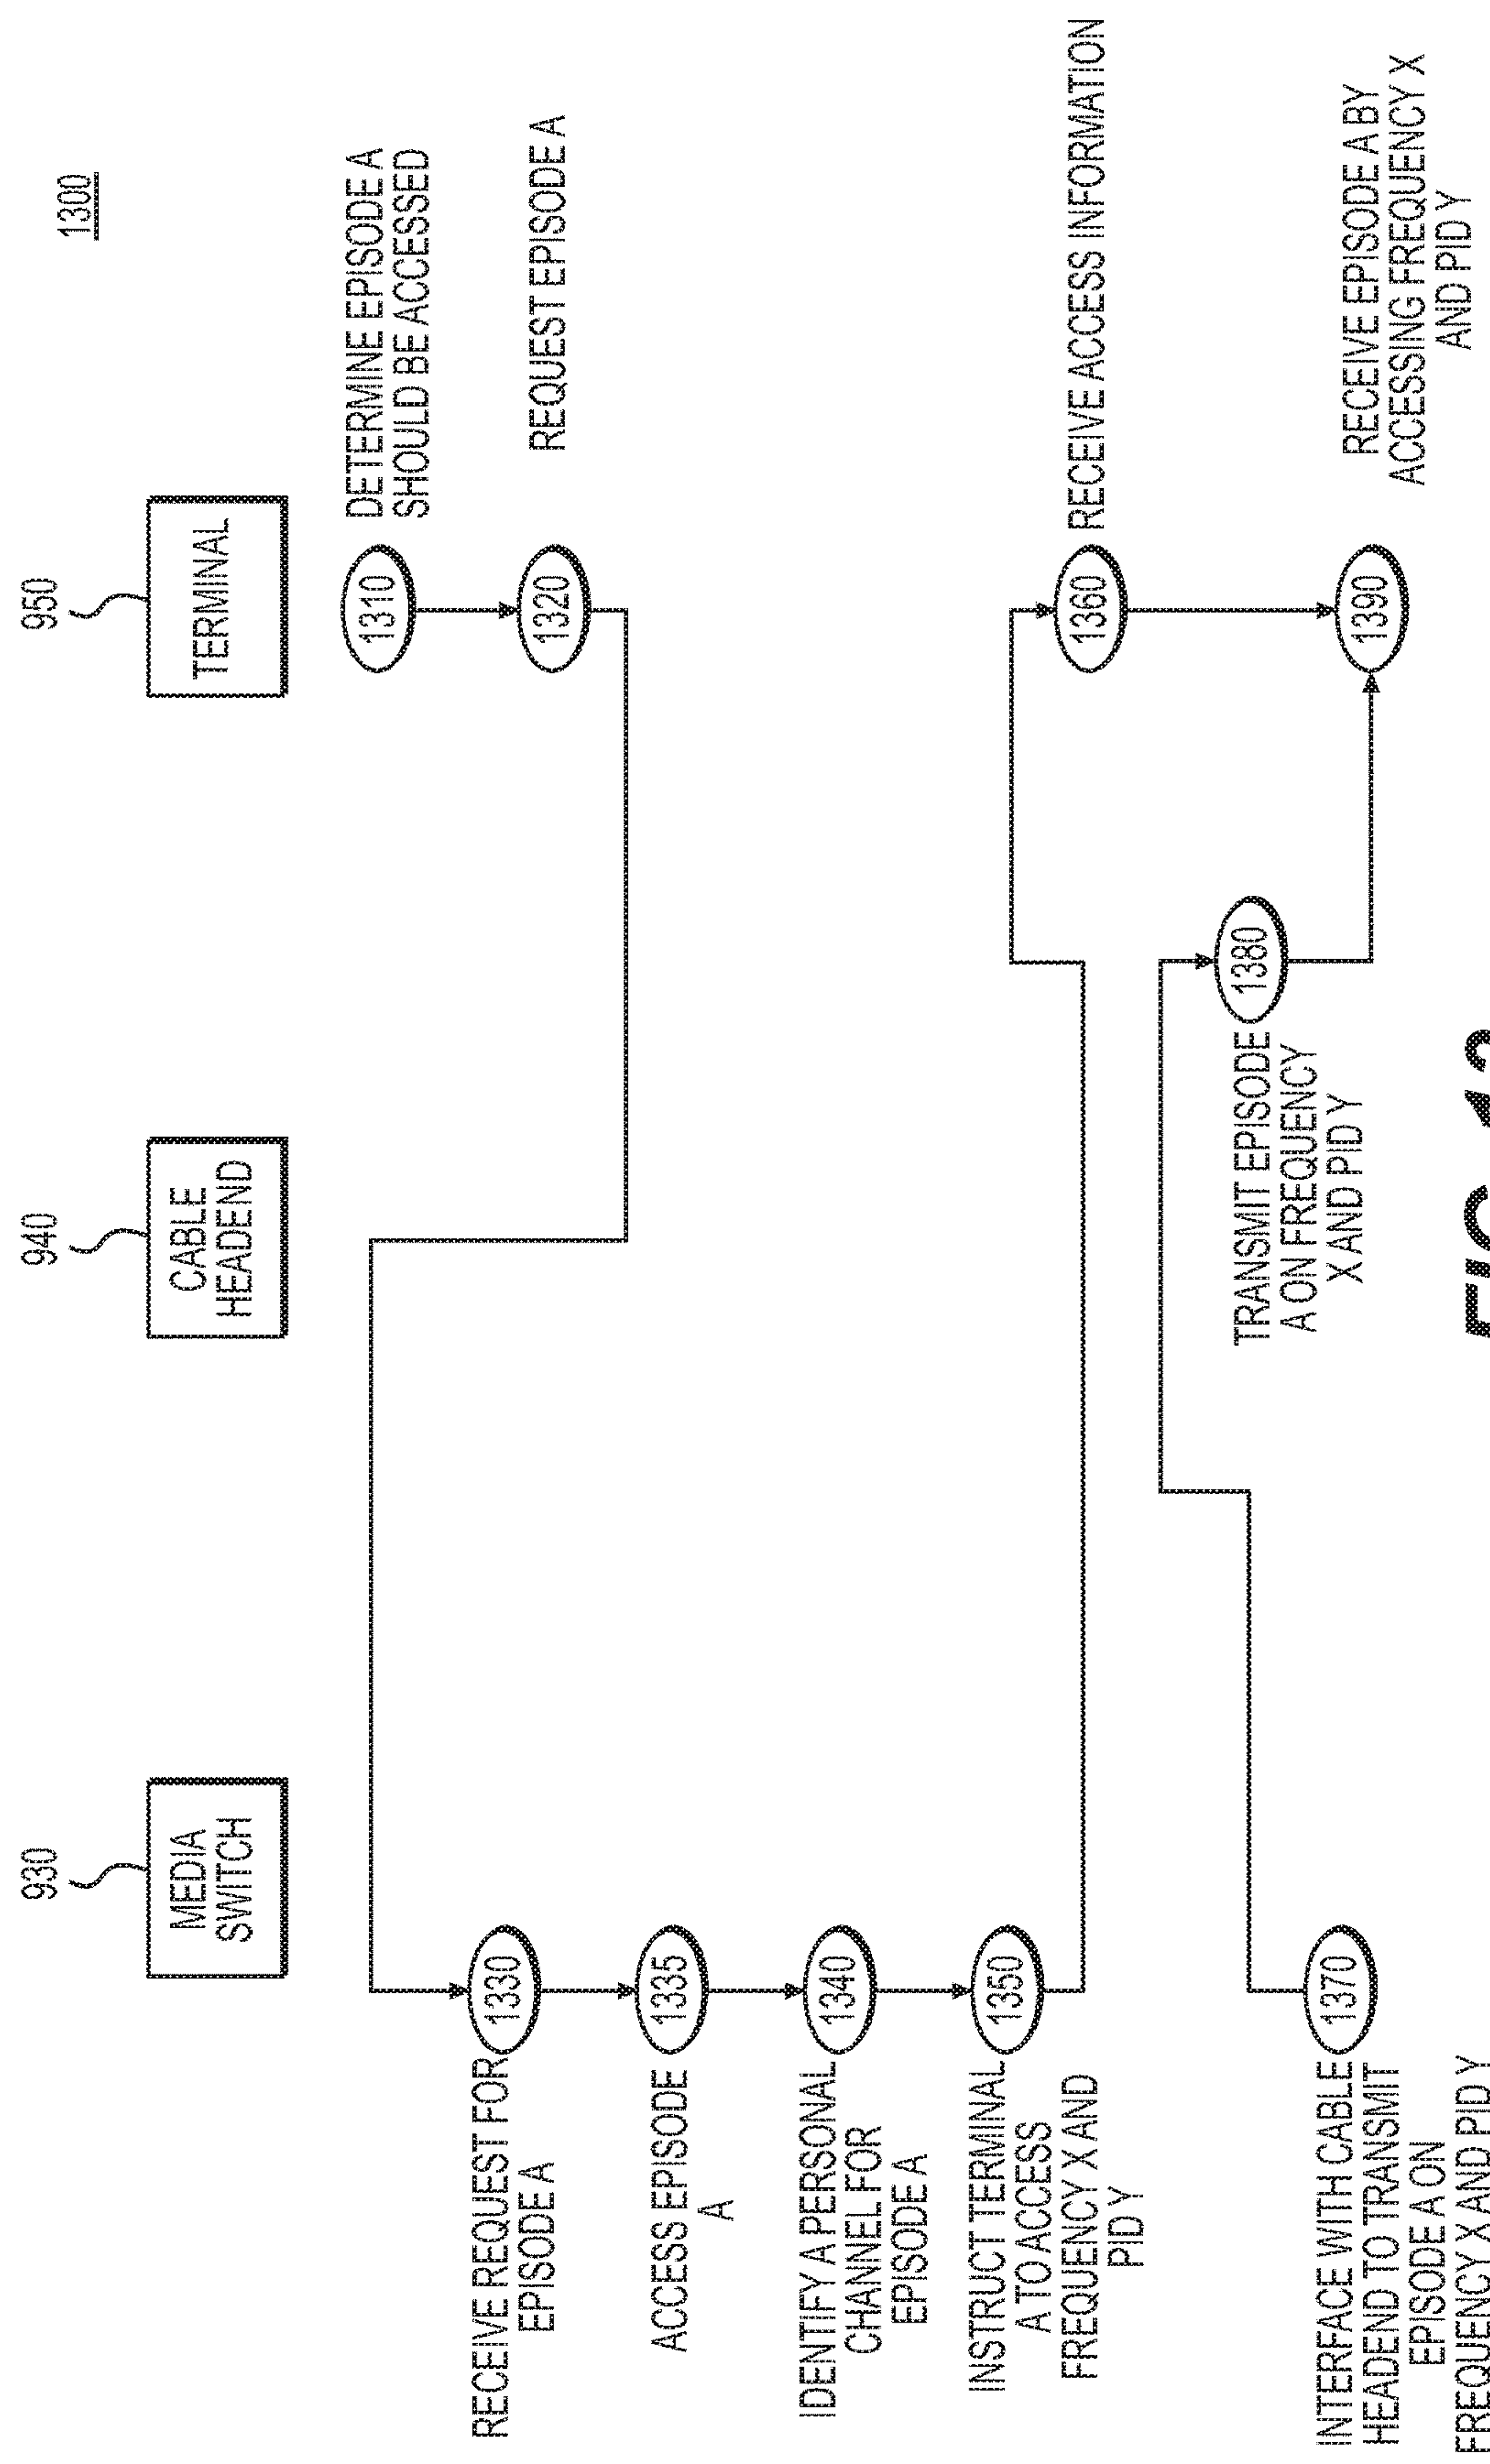 1300
930
940
950
MEDIA
SWITCH
CABLE
HEADEND
TERMINAL
1310
DETERMINE EPISODE A
SHOULD BE ACCESSED
1320
REQUEST EPISODE A
RECEIVE REQUEST FOR
EPISODE A
1330
ACCESS EPISODE
A
1335
IDENTIFY A PERSONAL
CHANNEL FOR
EPISODE A
1340
INSTRUCT TERMINAL
A TO ACCESS
FREQUENCY X AND
PID Y
1350
1360
RECEIVE ACCESS INFORMATION
INTERFACE WITH CABLE
HEADEND TO TRANSMIT
EPISODE A ON
FREQUENCY X AND PID Y
1370
TRANSMIT EPISODE
A ON FREQUENCY
X AND PID Y
1380
1390
RECEIVE EPISODE A BY
ACCESSING FREQUENCY X
AND PID Y